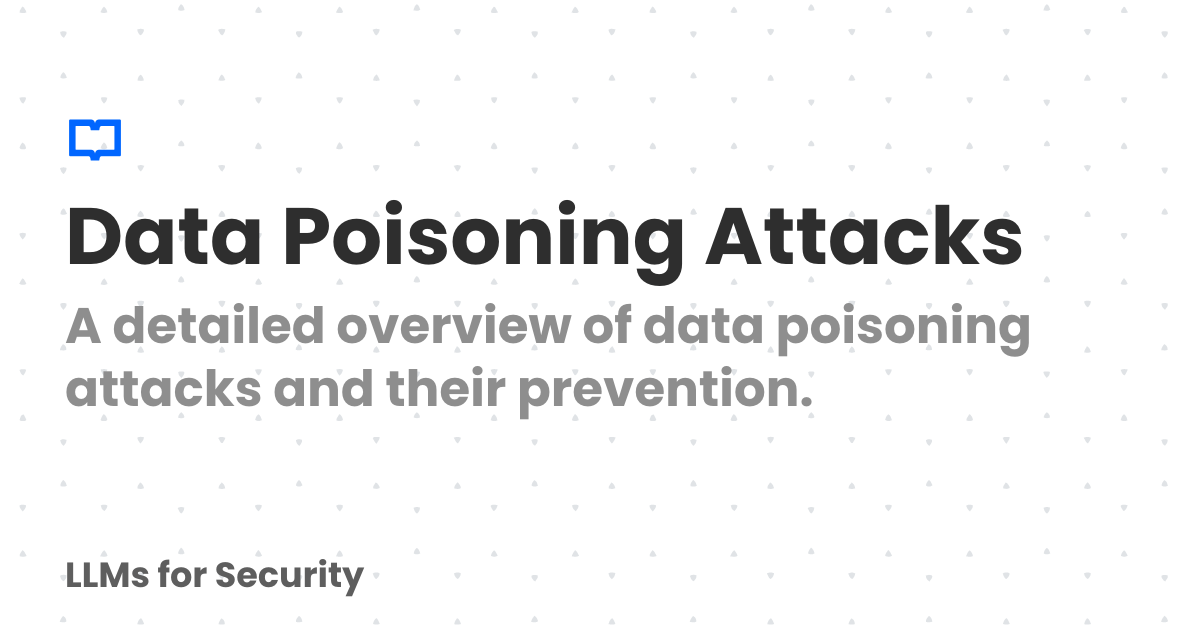 Data Poisoning Attacks
A detailed overview of data poisoning
attacks and their prevention.
LLMs for Security